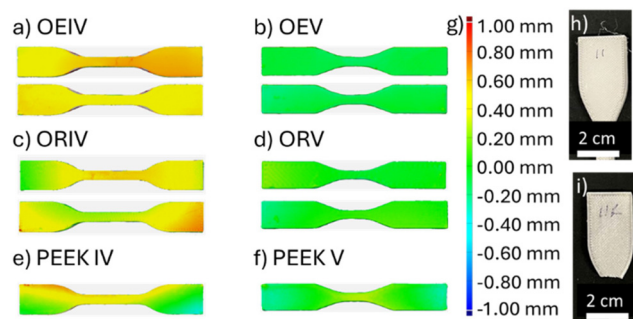 a) OEIV
b) OEV
c) ORIV
d) ORV
e) PEEK IV
f) PEEK V
g)
1.00 mm
0.80 mm
0.60 mm
0.40 mm
0.20 mm
0.00 mm
-0.20 mm
-0.40 mm
-0.60 mm
-0.80 mm
-1.00 mm
h)
11
2 cm
i)
2 cm